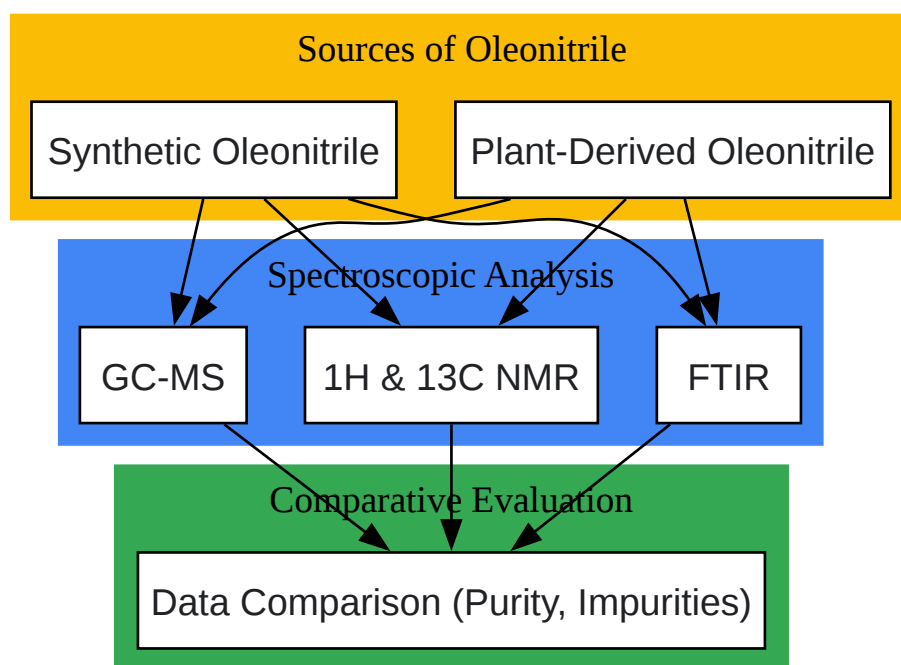 Sources of Oleonitrile
Synthetic Oleonitrile
Plant-Derived Oleonitrile
Spectroscopic Analysis
GC-MS
1H & 13C NMR
FTIR
Comparative Evaluation
Data Comparison (Purity, Impurities)